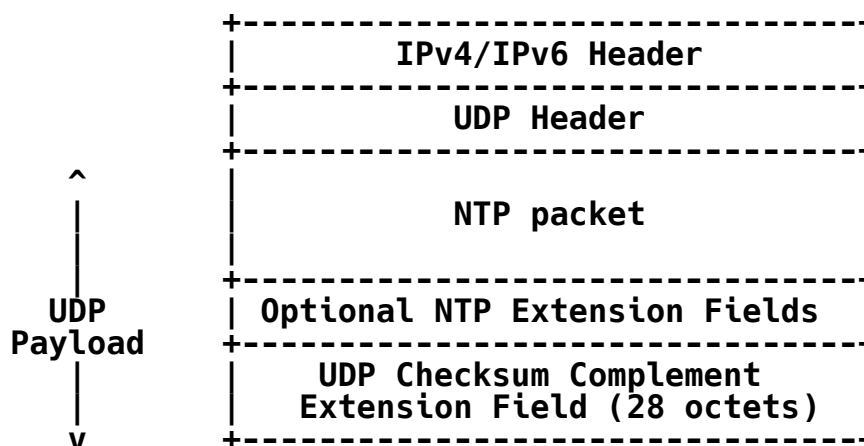 IPv4/IPv6 Header
UDP Header
NTP packet
UDP
Payload
Optional NTP Extension Fields
UDP Checksum Complement
Extension Field (28 octets)